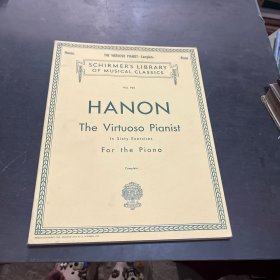 THE VIRTUOSO PIANIST - Complete
SCHIRMER'S LIBRARY
OF MUSICAL CLASSICS
HANON
The Virtuoso Pianist
In Sixty Exercises
For the Piano
Complete